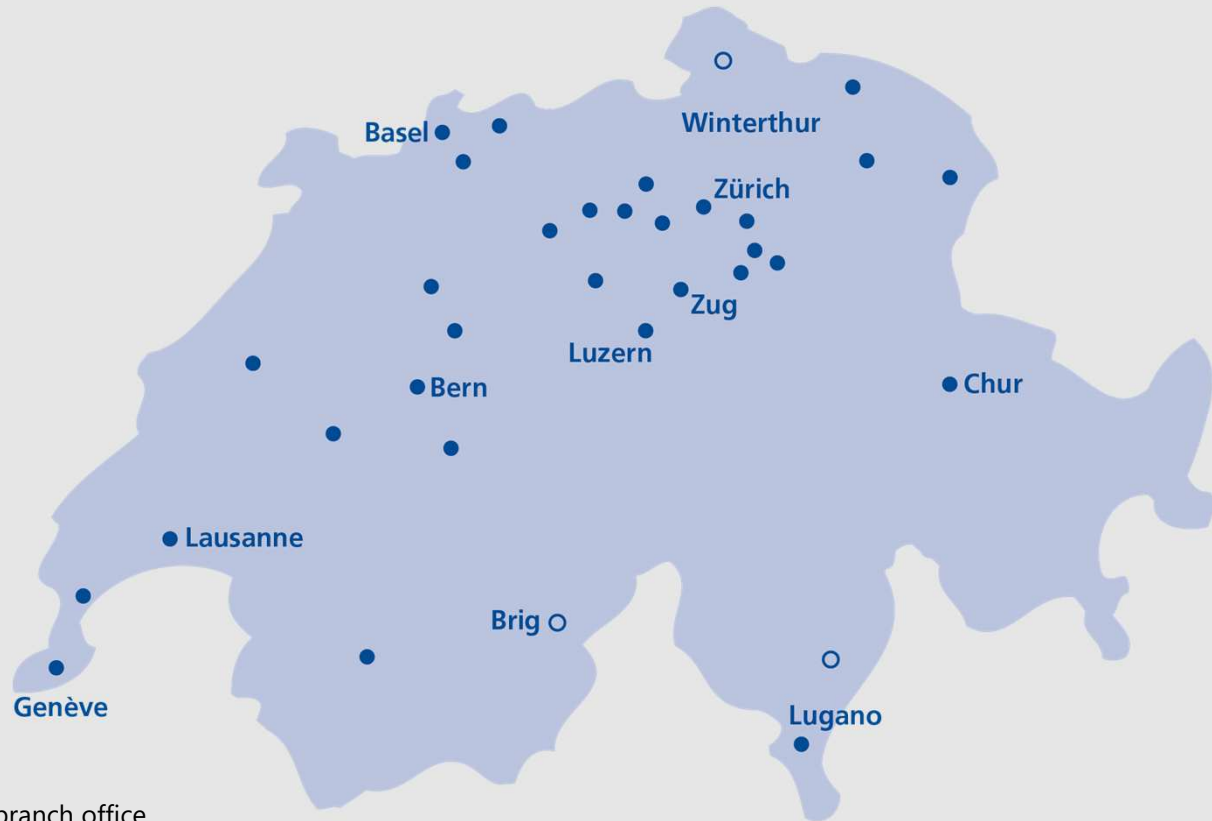 Winterthur
Basel
Zürich
Zug
Luzern
Bern
Chur
Lausanne
Brig
Genève
Lugano
branch office